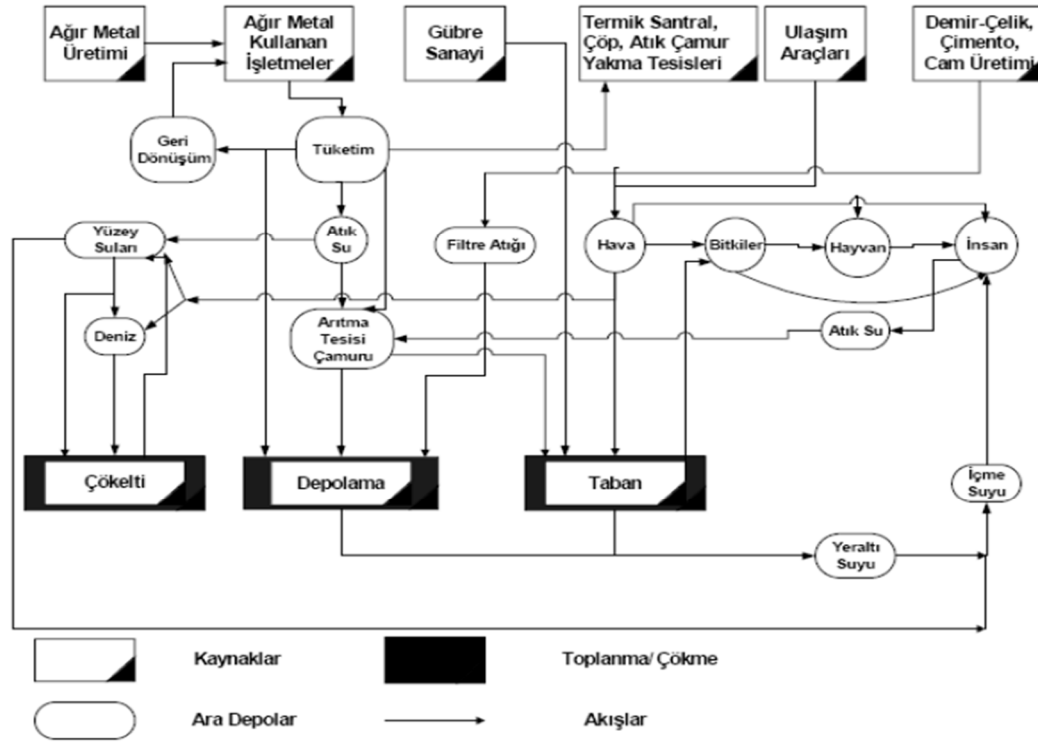 Ağır Metal
Üretimi
Ağır Metal
Kullanan
İşletmeler
Gübre
Sanayi
Termik Santral,
Çöp, Atık Çamur
Yakma Tesisleri
Ulaşım
Araçları
Demir-Çelik,
Çimento,
Cam Üretimi
Geri
Dönüşüm
Tüketim
Yüzey
Suları
Atık
Su
Filtre Atığı
Hava
Bitkiler
Hayvan
İnsan
Deniz
Arıtma
Tesisi
Çamuru
Atık Su
Çökelti
Depolama
Taban
İçme
Suyu
Yeraltı
Suyu
Kaynaklar
Toplanma/ Çökme
Ara Depolar
Akışlar